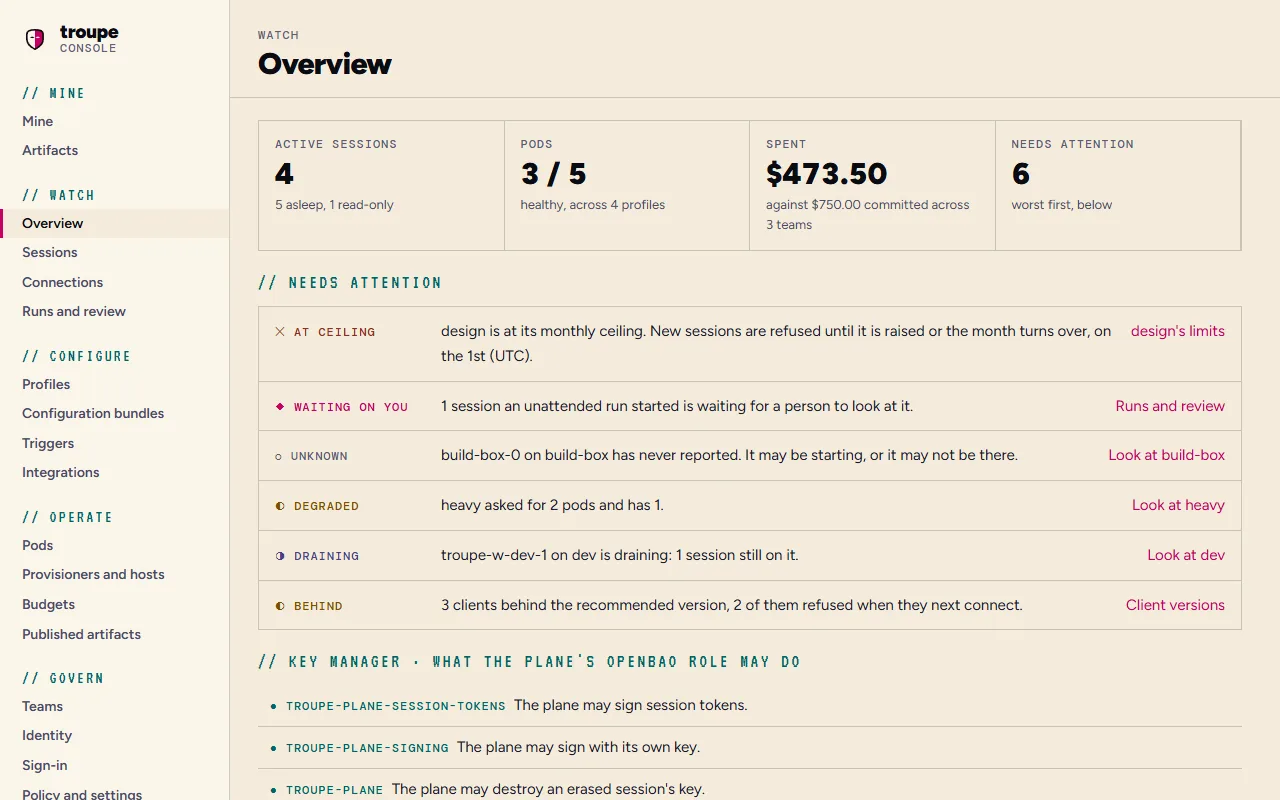 troupe
CONSOLE
// MINE
Mine
Artifacts
// WATCH
Overview
Sessions
Connections
Runs and review
// CONFIGURE
Profiles
Configuration bundles
Triggers
Integrations
// OPERATE
Pods
Provisioners and hosts
Budgets
Published artifacts
// GOVERN
Teams
Identity
Sign-in
Policy and settings
WATCH
Overview
ACTIVE SESSIONS
4
5 asleep, 1 read-only
PODS
3 / 5
healthy, across 4 profiles
SPENT
$473.50
against $750.00 committed across
3 teams
NEEDS ATTENTION
6
worst first, below
// NEEDS ATTENTION
AT CEILING design is at its monthly ceiling. New sessions are refused until it is raised or the month turns over, on design's limits
the 1st (UTC).
WAITING ON YOU 1 session an unattended run started is waiting for a person to look at it. Runs and review
UNKNOWN build-box-0 on build-box has never reported. It may be starting, or it may not be there. Look at build-box
DEGRADED heavy asked for 2 pods and has 1. Look at heavy
DRAINING troupe-w-dev-1 on dev is draining: 1 session still on it. Look at dev
BEHIND 3 clients behind the recommended version, 2 of them refused when they next connect. Client versions
// KEY MANAGER · WHAT THE PLANE'S OPENBAO ROLE MAY DO
TROUPE-PLANE-SESSION-TOKENS The plane may sign session tokens.
TROUPE-PLANE-SIGNING The plane may sign with its own key.
TROUPE-PLANE The plane may destroy an erased session's key.